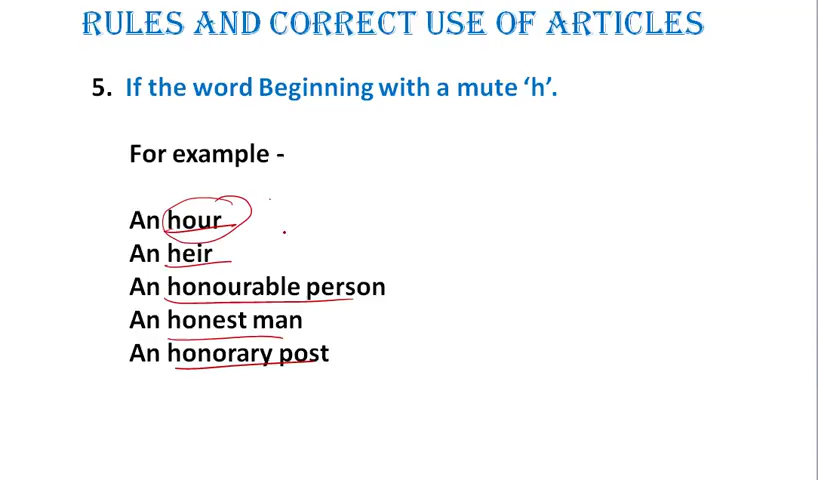 RULES AND CORRECT USE OF ARTICLES
5. If the word Beginning with a mute ‘h’.
For example -
An hour
An heir
An honourable person
An honest man
An honorary post